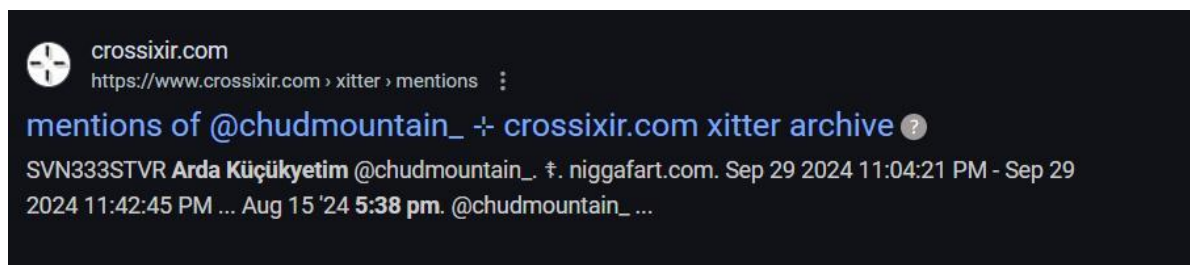 crossixir.com
https://www.crossixir.com › xitter › mentions
mentions of @chudmountain_ ⊹ crossixir.com xitter archive
SVN333STVR Arda Küçükyetim @chudmountain_. ☨. niggafart.com. Sep 29 2024 11:04:21 PM - Sep 29
2024 11:42:45 PM ... Aug 15 '24 5:38 pm. @chudmountain_ ...